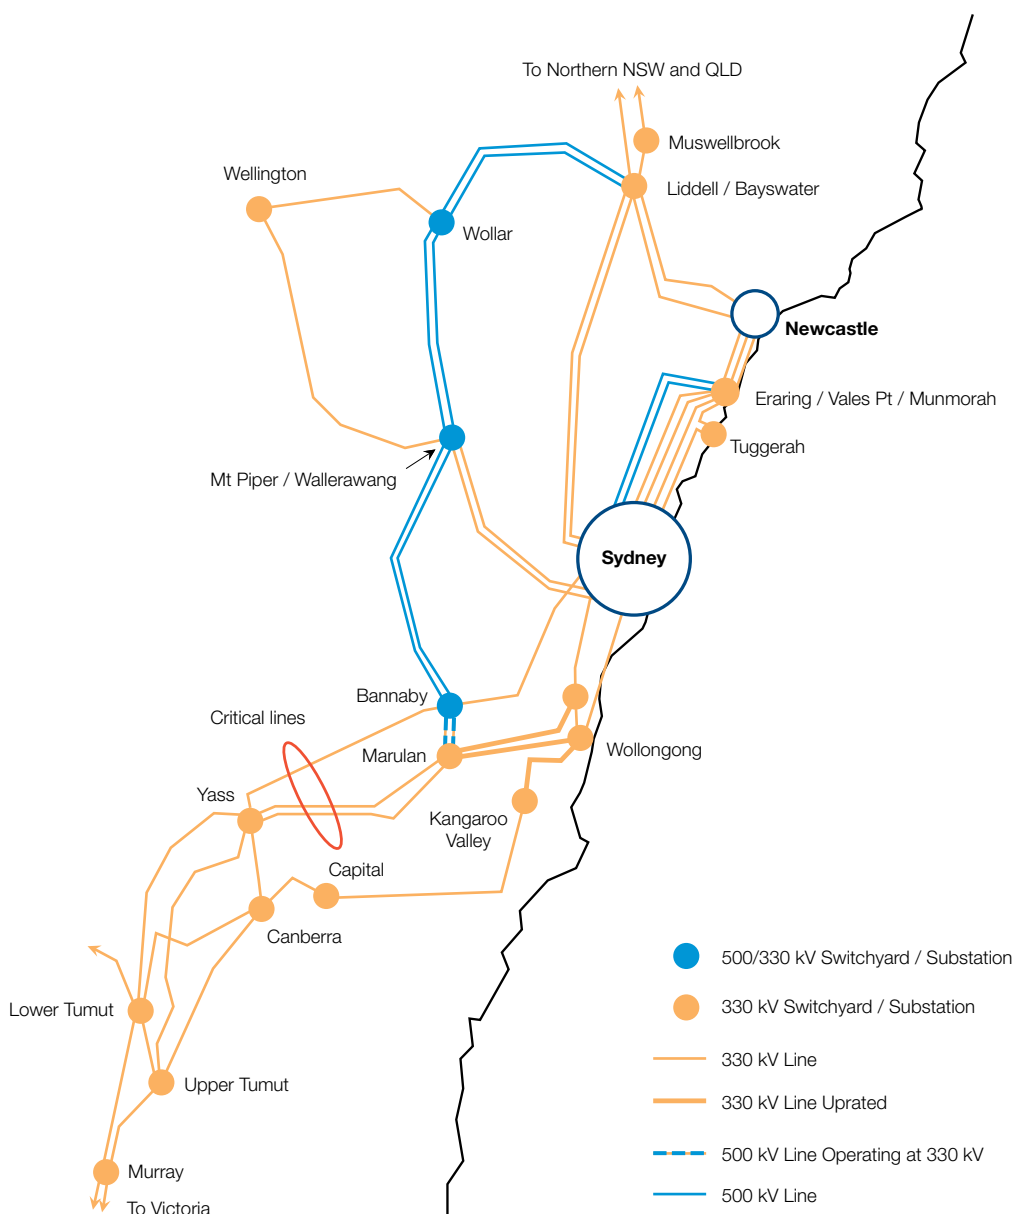 To Northern NSW and QLD
Muswellbrook
Wellington
Liddell / Bayswater
Wollar
Newcastle
Eraring / Vales Pt / Munmorah
Tuggerah
Mt Piper / Wallerawang
Sydney
Bannaby
Critical lines
Marulan
Wollongong
Yass
Kangaroo
Valley
Capital
Canberra
500/330 kV Switchyard / Substation
Lower Tumut
330 kV Switchyard / Substation
330 kV Line
Upper Tumut
330 kV Line Uprated
500 kV Line Operating at 330 kV
Murray
500 kV Line
To Victoria